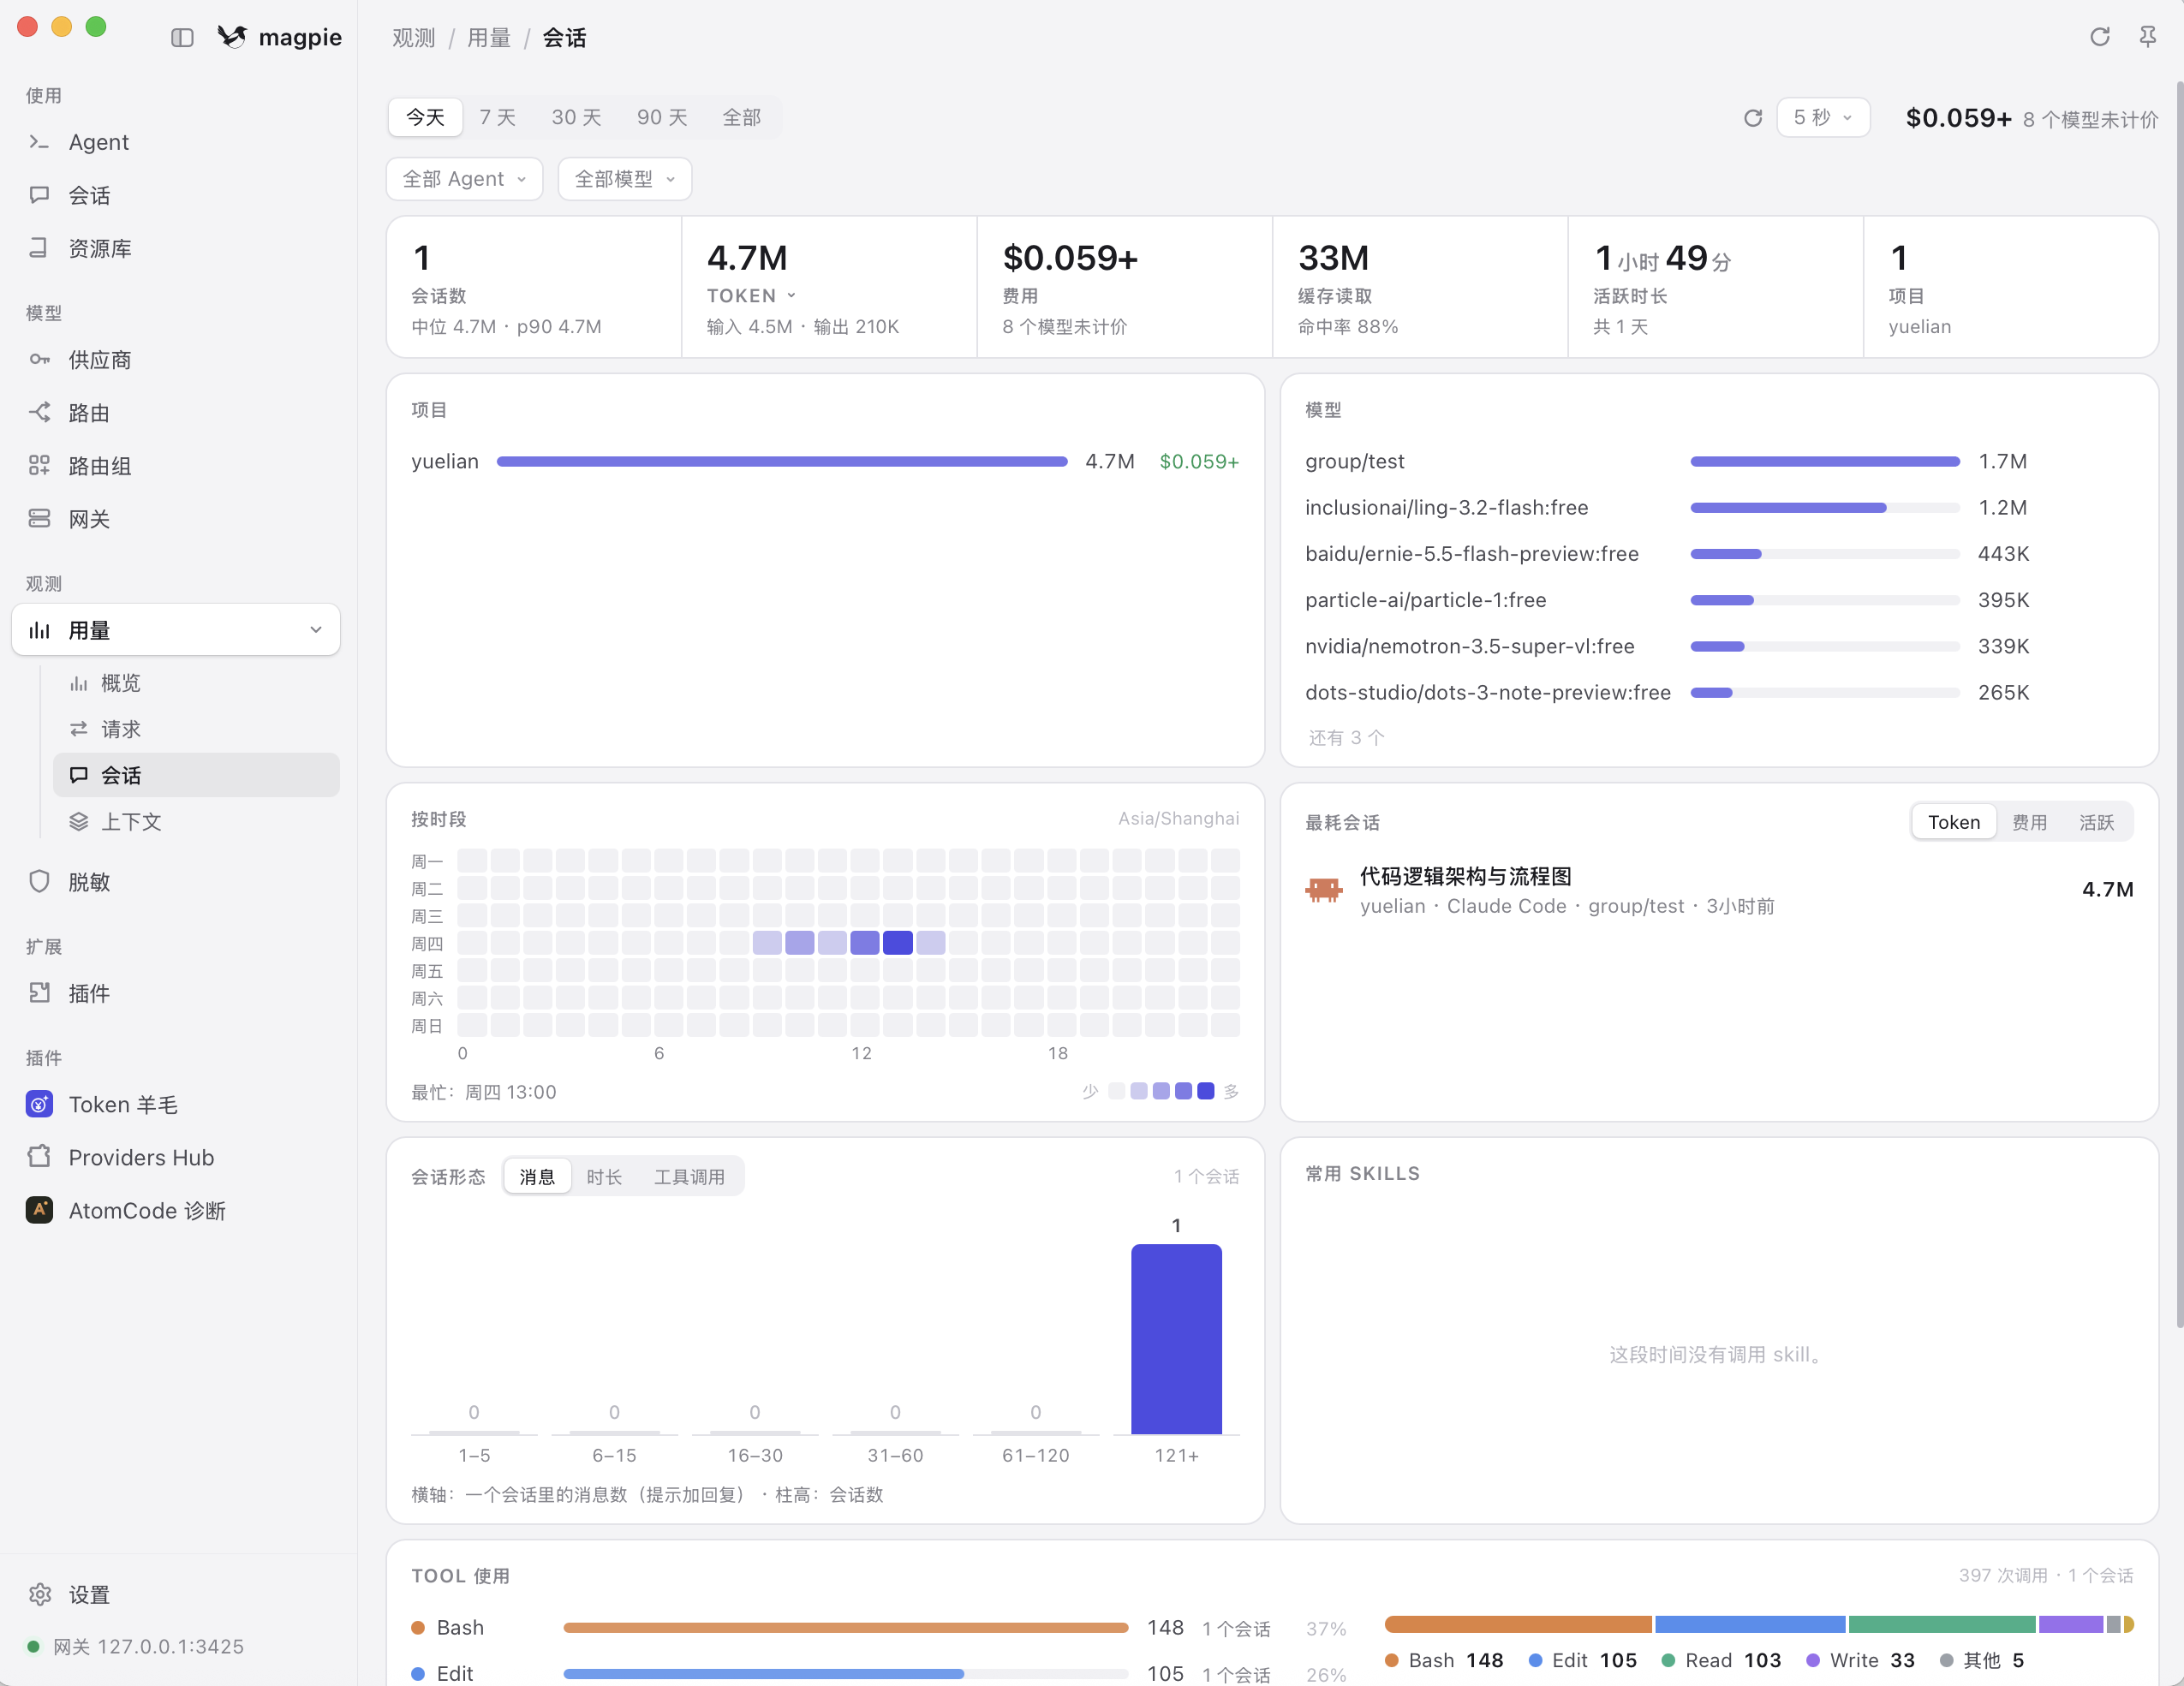 magpie
观测 / 用量 / 会话
使用
Agent
会话
资源库
模型
供应商
路由
路由组
网关
观测
用量
概览
请求
会话
上下文
脱敏
扩展
插件
插件
Token 羊毛
Providers Hub
AtomCode 诊断
设置
网关 127.0.0.1:3425
今天 7 天 30 天 90 天 全部
5 秒 $0.059+ 8 个模型未计价
全部 Agent 全部模型
1
会话数
中位 4.7M · p90 4.7M
4.7M
TOKEN
输入 4.5M · 输出 210K
$0.059+
费用
8 个模型未计价
33M
缓存读取
命中率 88%
1 小时 49 分
活跃时长
共 1 天
1
项目
yuelian
项目
yuelian 4.7M $0.059+
模型
group/test 1.7M
inclusionai/ling-3.2-flash:free 1.2M
baidu/ernie-5.5-flash-preview:free 443K
particle-ai/particle-1:free 395K
nvidia/nemotron-3.5-super-vl:free 339K
dots-studio/dots-3-note-preview:free 265K
还有 3 个
按时段 Asia/Shanghai
周一
周二
周三
周四
周五
周六
周日
0 6 12 18
最忙：周四 13:00 少 多
最耗会话 Token 费用 活跃
代码逻辑架构与流程图
yuelian · Claude Code · group/test · 3小时前
4.7M
会话形态 消息 时长 工具调用 1 个会话
1
0 0 0 0 0
1–5 6–15 16–30 31–60 61–120 121+
横轴：一个会话里的消息数（提示加回复） · 柱高：会话数
常用 SKILLS
这段时间没有调用 skill。
TOOL 使用 397 次调用 · 1 个会话
Bash 148 1 个会话 37%
Edit 105 1 个会话 26%
Bash 148 Edit 105 Read 103 Write 33 其他 5